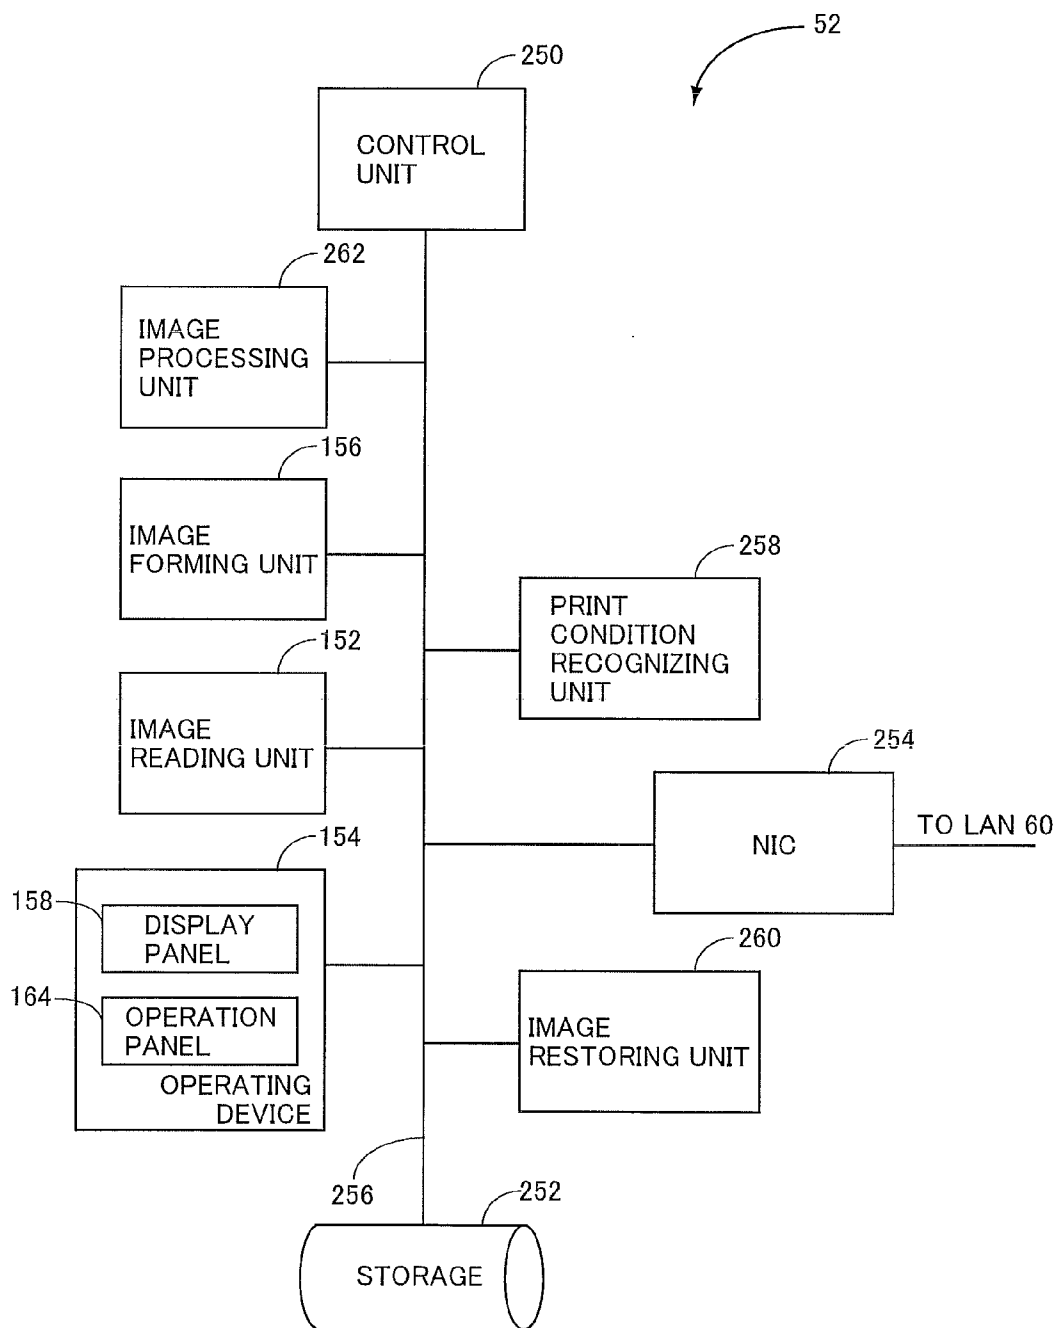 52
250
CONTROL
UNIT
262
IMAGE
PROCESSING
UNIT
156
IMAGE
FORMING UNIT
258
PRINT
CONDITION
RECOGNIZING
UNIT
152
IMAGE
READING UNIT
254
NIC
TO LAN 60
154
158
DISPLAY
PANEL
164
OPERATION
PANEL
OPERATING
DEVICE
260
IMAGE
RESTORING UNIT
256
252
STORAGE